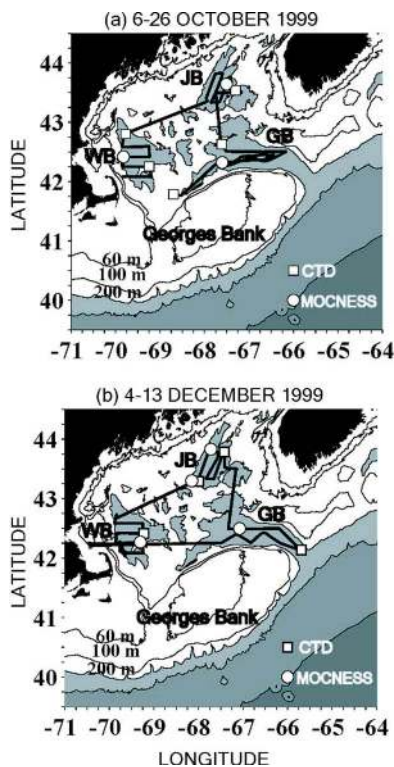 (a) 6-26 OCTOBER 1999
44
JB
43
GB
WB
42
Georges Bank
41
60 m
100 m
CTD
200 m
40
MOCNESS
LATITUDE
-71 -70 -69 -68 -67 -66 -65 -64
(b) 4-13 DECEMBER 1999
44
JB
43
GB
WB
42
Georges Bank
41
60 m
100 m
CTD
200 m
40
MOCNESS
LATITUDE
-71 -70 -69 -68 -67 -66 -65 -64
LONGITUDE